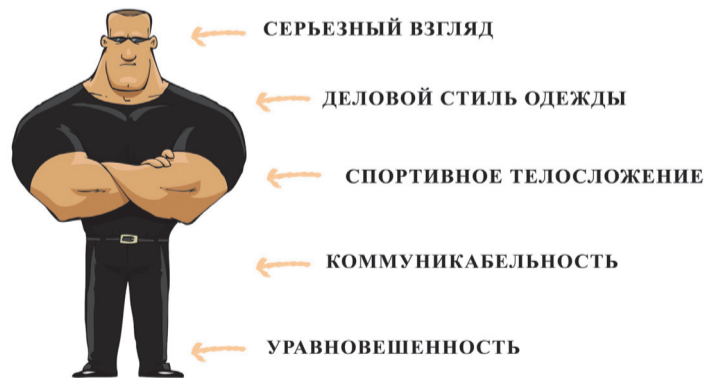 СЕРЬЕЗНЫЙ ВЗГЛЯД
ДЕЛОВОЙ СТИЛЬ ОДЕЖДЫ
СПОРТИВНОЕ ТЕЛОСЛОЖЕНИЕ
КОММУНИКАБЕЛЬНОСТЬ
УРАВНОВЕШЕННОСТЬ